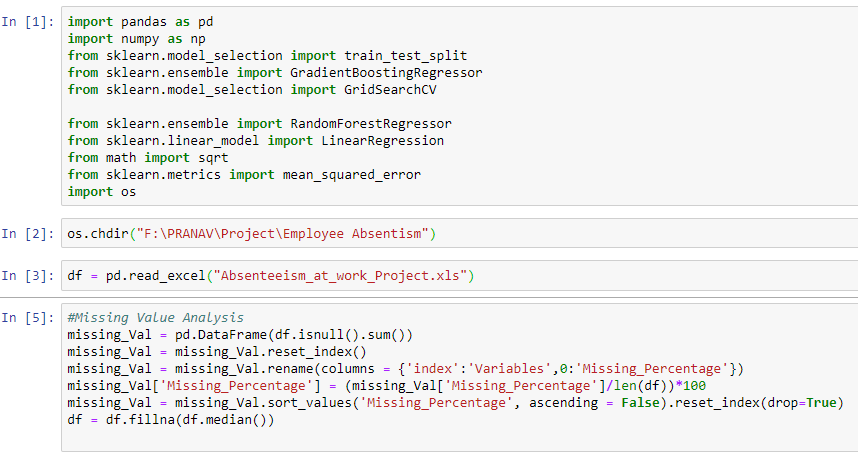 In [1]: import pandas as pd
import numpy as np
from sklearn.model_selection import train_test_split
from sklearn.ensemble import GradientBoostingRegressor
from sklearn.model_selection import GridSearchCV
from sklearn.ensemble import RandomForestRegressor
from sklearn.linear_model import LinearRegression
from math import sqrt
from sklearn.metrics import mean_squared_error
import os
In [2]: os.chdir("F:\PRANAV\Project\Employee Absentism")
In [3]: df = pd.read_excel("Absenteeism_at_work_Project.xls")
In [5]: #Missing Value Analysis
missing_Val = pd.DataFrame(df.isnull().sum())
missing_Val = missing_Val.reset_index()
missing_Val = missing_Val.rename(columns = {'index':'Variables',0:'Missing_Percentage'})
missing_Val['Missing_Percentage'] = (missing_Val['Missing_Percentage']/len(df))*100
missing_Val = missing_Val.sort_values('Missing_Percentage', ascending = False).reset_index(drop=True)
df = df.fillna(df.median())